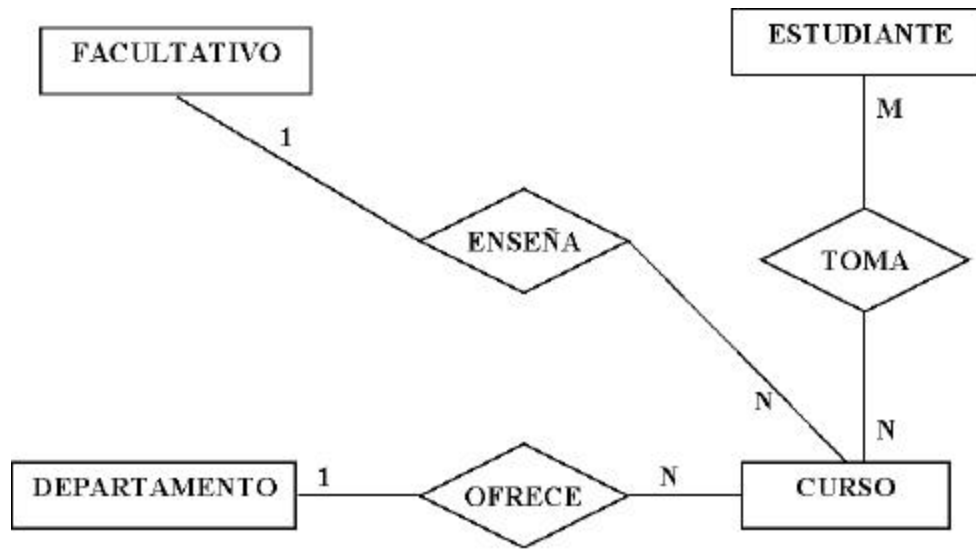 FACULTATIVO
ESTUDIANTE
M
1
ENSEÑA
TOMA
N
N
DEPARTAMENTO
1
OFRECE
N
CURSO